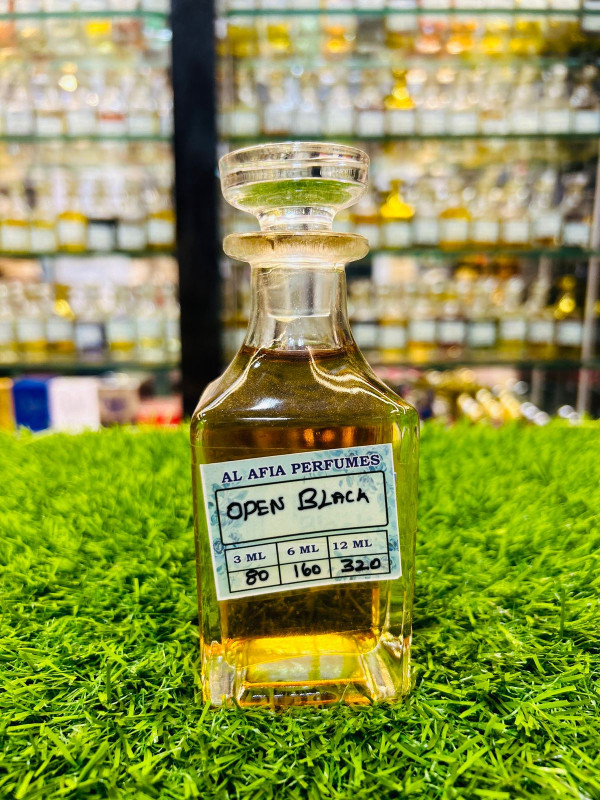 AL AFIA PERFUMES
OPEN BLACK
3 ML 6 ML 12 ML
80 160 320